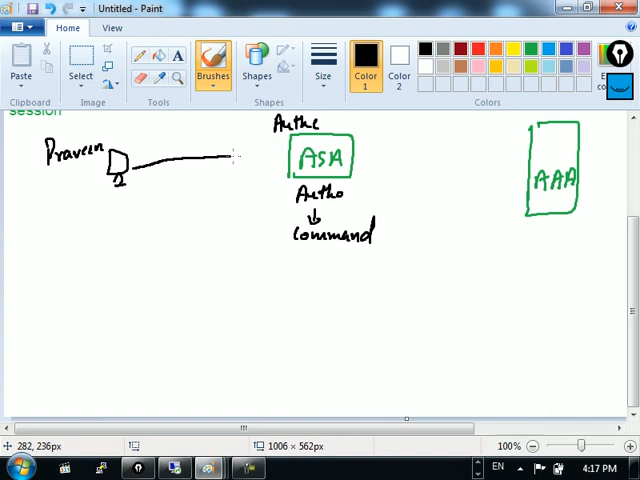 Untitled - Paint
Home
View
Paste
Select
Brushes
Shapes
Size
Color 1
Color 2
Clipboard
Image
Tools
Shapes
Colors
session
Authe
Praveen
ASA
AAA
Autho
Command
282, 236px
1006 × 562px
100%
EN
4:17 PM